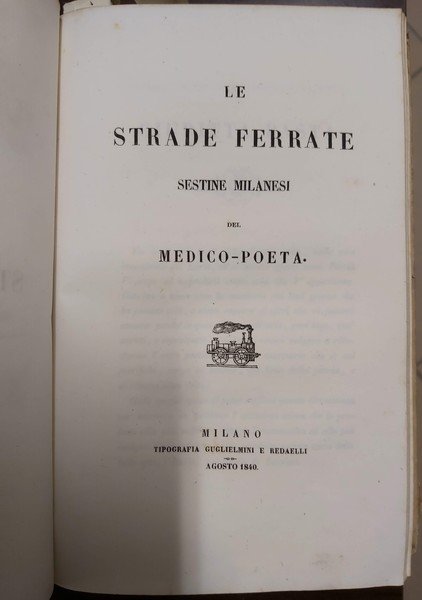 LE
STRADE FERRATE
SESTINE MILANESI
DEL
MEDICO-POETA.
MILANO
TIPOGRAFIA GUGLIELMINI E REDAELLI
AGOSTO 1840.